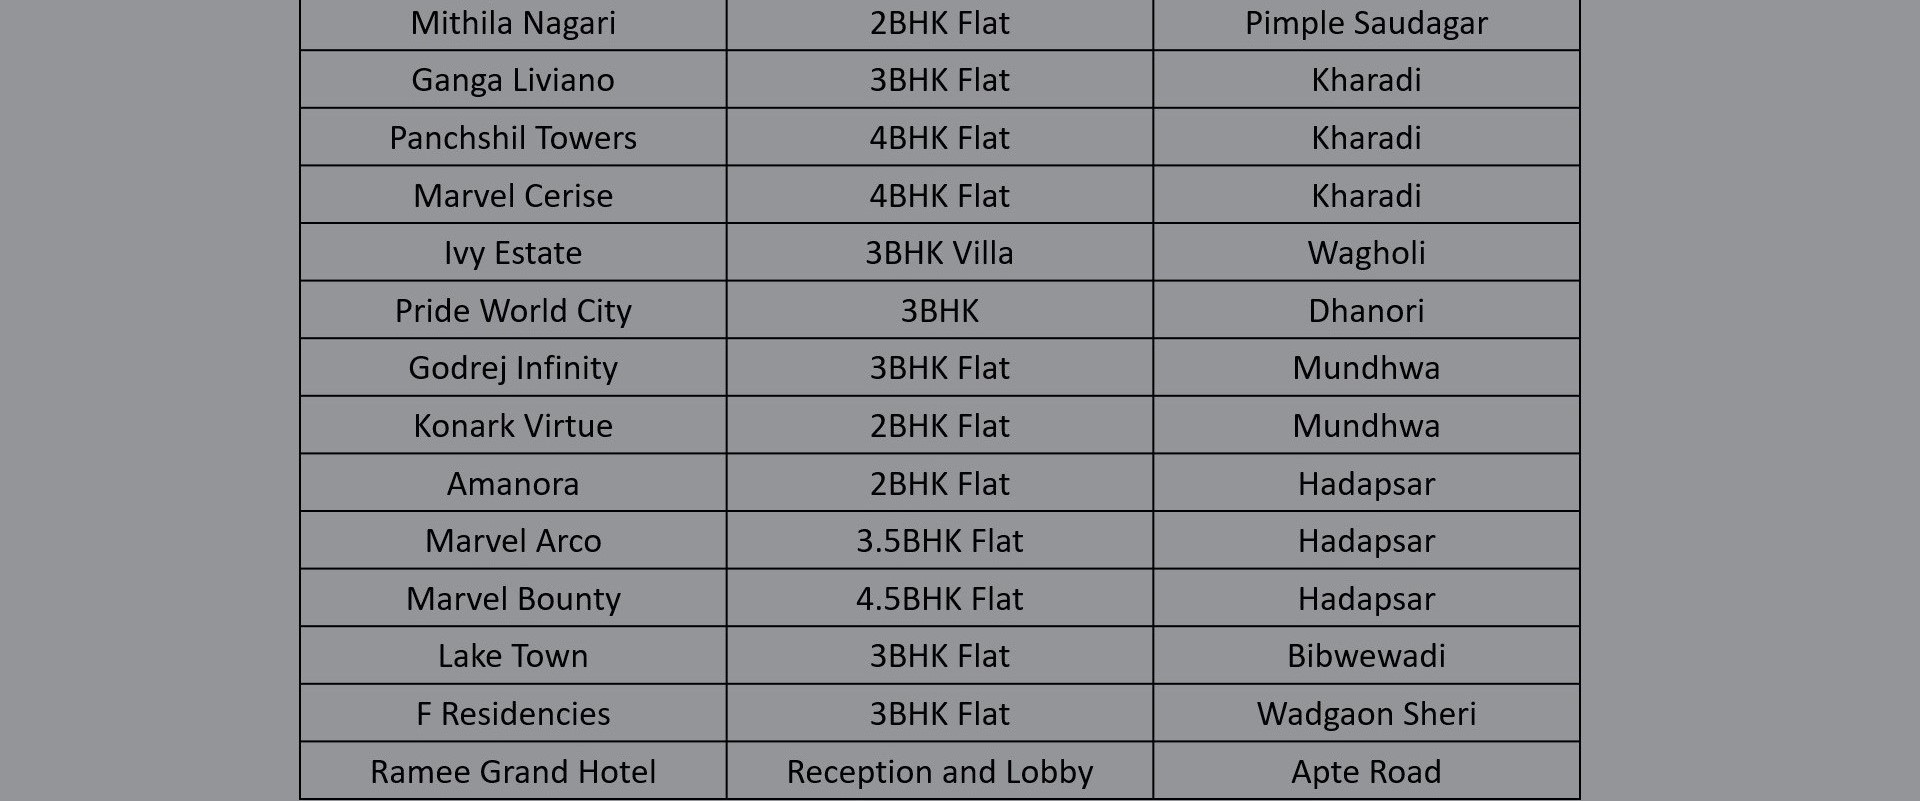 Mithila Nagari 2BHK Flat Pimple Saudagar
Ganga Liviano 3BHK Flat Kharadi
Panchshil Towers 4BHK Flat Kharadi
Marvel Cerise 4BHK Flat Kharadi
Ivy Estate 3BHK Villa Wagholi
Pride World City 3BHK Dhanori
Godrej Infinity 3BHK Flat Mundhwa
Konark Virtue 2BHK Flat Mundhwa
Amanora 2BHK Flat Hadapsar
Marvel Arco 3.5BHK Flat Hadapsar
Marvel Bounty 4.5BHK Flat Hadapsar
Lake Town 3BHK Flat Bibwewadi
F Residencies 3BHK Flat Wadgaon Sheri
Ramee Grand Hotel Reception and Lobby Apte Road